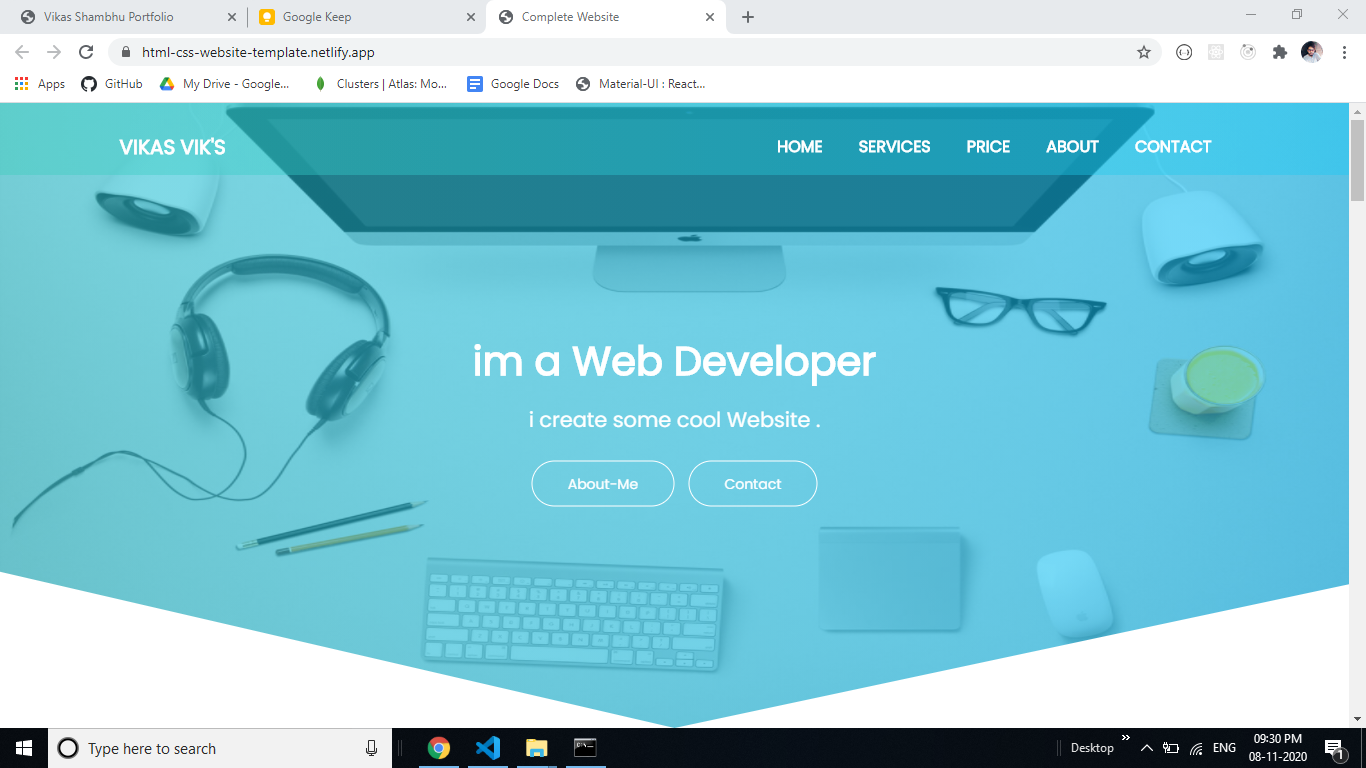 Vikas Shambhu Portfolio
Google Keep
Complete Website
html-css-website-template.netlify.app
Apps
GitHub
My Drive - Google...
Clusters | Atlas: Mo...
Google Docs
Material-UI : React...
VIKAS VIK'S
HOME
SERVICES
PRICE
ABOUT
CONTACT
im a Web Developer
i create some cool Website .
About-Me
Contact
Type here to search
Desktop
ENG
09:30 PM
08-11-2020
1